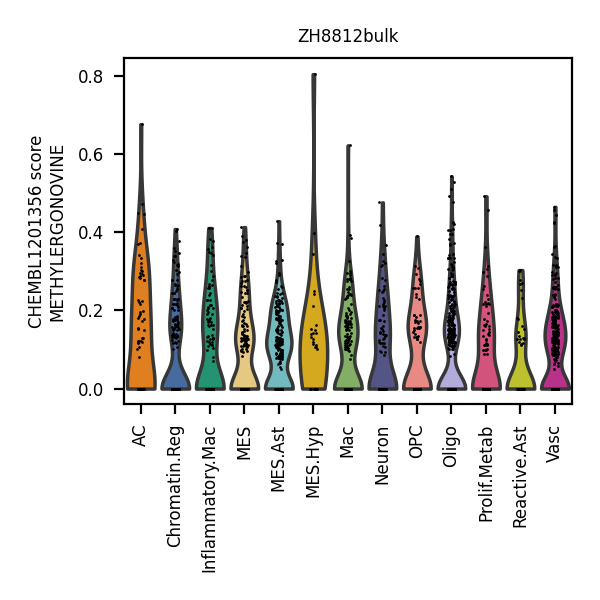 ZH8812bulk
CHEMBL1201356 score
METHYLERGONOVINE
0.8
0.6
0.4
0.2
0.0
AC
Chromatin.Reg
Inflammatory.Mac
MES
MES.Ast
MES.Hyp
Mac
Neuron
OPC
Oligo
Prolif.Metab
Reactive.Ast
Vasc